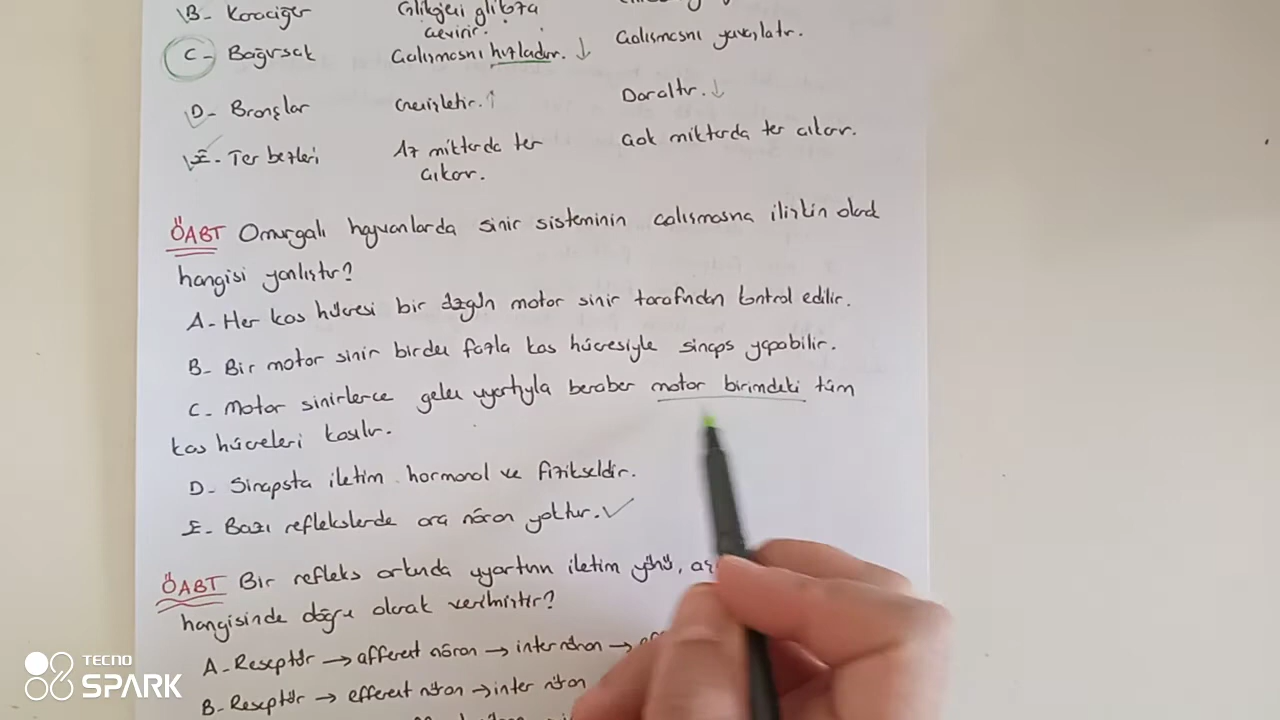 B- Karaciğer Glikojeni glikoza
çevirir.
C- Bağırsak Çalışmasını hızladır. ↓ Çalışmasını yavaşlatır.
D- Bronşlar Genişletir. ↑ Daraltır. ↓
E- Ter bezleri Az miktarda ter Çok miktarda ter çıkar.
çıkar.
ÖABT Omurgalı hayvanlarda sinir sisteminin çalışmasına ilişkin olarak
hangisi yanlıştır?
A- Her kas hücresi bir özgün motor sinir tarafından kontrol edilir.
B- Bir motor sinir birden fazla kas hücresiyle sinaps yapabilir.
C- Motor sinirlerce gelen uyartıyla beraber motor birimdeki tüm
kas hücreleri kasılır.
D- Sinapsta iletim hormonal ve fizikseldir.
E- Bazı reflekslerde ara nöron yoktur. ✓
ÖABT Bir refleks arkında uyartının iletim yönü,
hangisinde doğru olarak verilmiştir?
A- Reseptör → afferent nöron → internöron →
B- Reseptör → efferent nöron → inter nöron
TECNO
SPARK